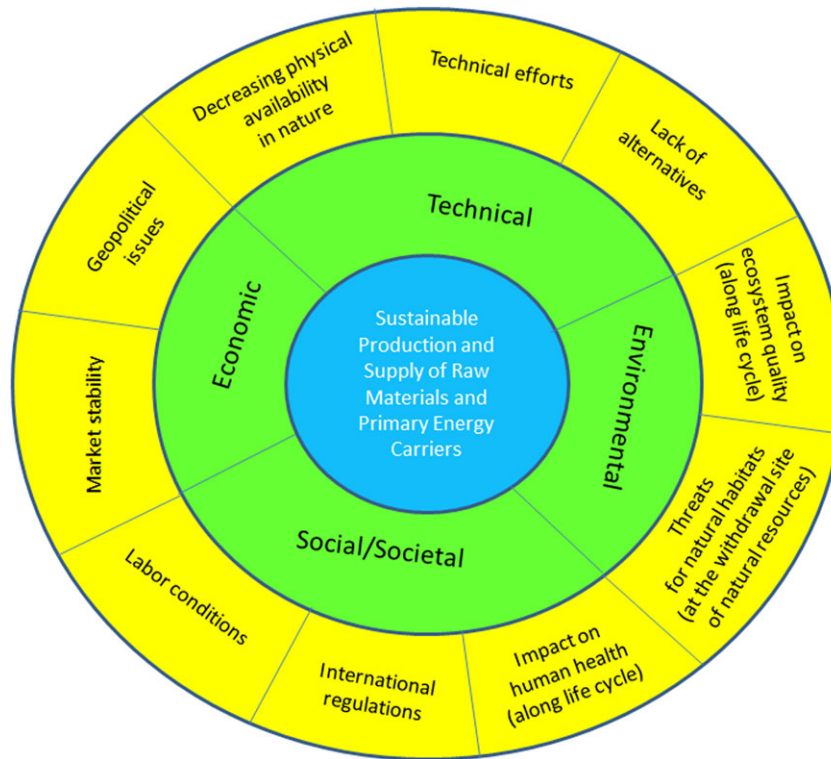 Decreasing physical
availability
in nature
Technical efforts
Lack of
alternatives
Geopolitical
issues
Technical
Impact on
ecosystem quality
(along life cycle)
Economic
Sustainable
Production and
Supply of Raw
Materials and
Primary Energy
Carriers
Environmental
Market stability
Threats
for natural habitats
(at the withdrawal site
of natural resources)
Social/Societal
Labor conditions
International
regulations
Impact on
human health
(along life cycle)